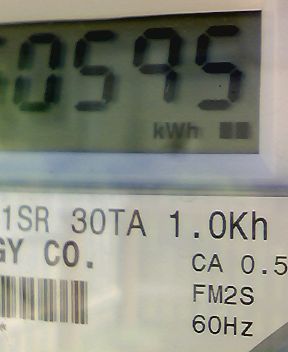 0595
kWh
1SR 30TA 1.0Kh
GY CO.
CA 0.5
FM2S
60Hz